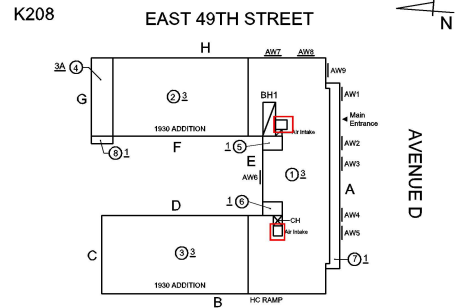 K208
EAST 49TH STREET
N
H
AW7 AW8
3A 4
AW9
G
2 3
BH1
AW1
Air Intake
Main
Entrance
1930 ADDITION
8 1
F
1 5
AW2
E
AW3
AW6
1 3
A
AVENUE D
1 6
D
AW4
CH
Air Intake
AW5
C
3 3
7 1
1930 ADDITION
B
HC RAMP